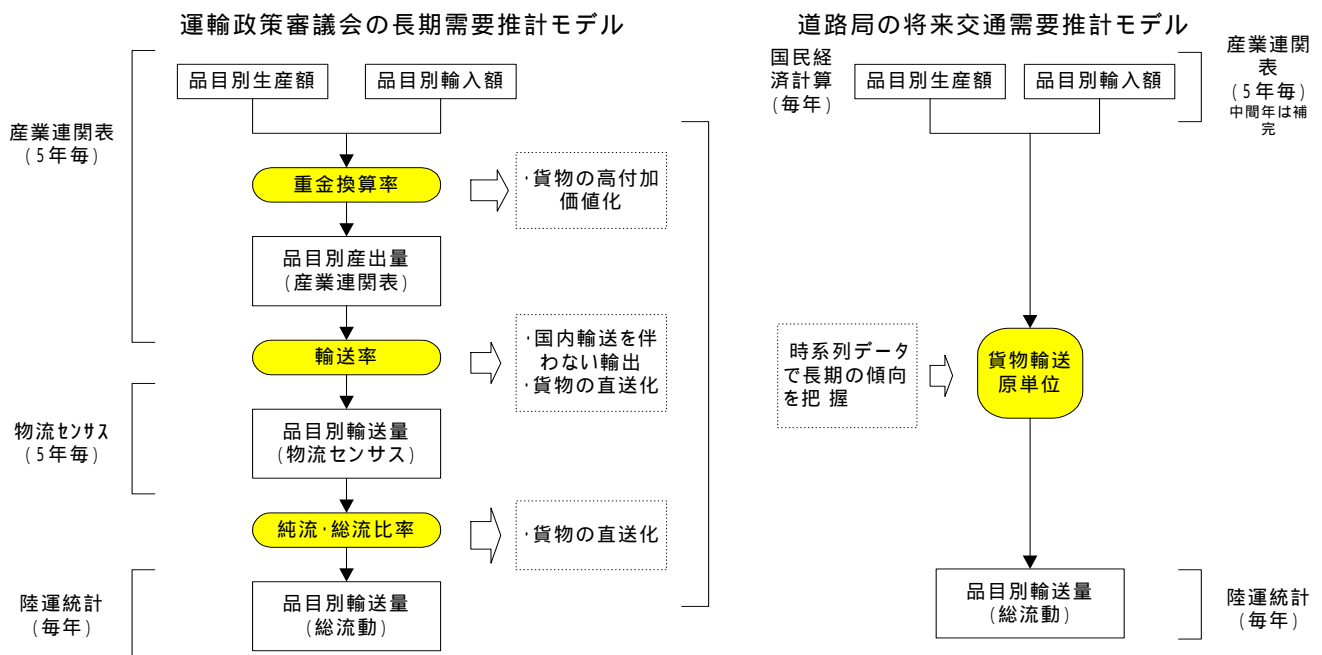 運輸政策審議会の長期需要推計モデル
産業連関表
(5年毎)
品目別生産額
品目別輸入額
重金換算率
・貨物の高付加
価値化
品目別産出量
(産業連関表)
輸送率
・国内輸送を伴
わない輸出
・貨物の直送化
物流センサス
(5年毎)
品目別輸送量
(物流センサス)
純流・総流比率
・貨物の直送化
陸運統計
(毎年)
品目別輸送量
(総流動)
道路局の将来交通需要推計モデル
国民経
済計算
(毎年)
品目別生産額
品目別輸入額
産業連関
表
(5年毎)
中間年は補
完
時系列データ
で長期の傾向
を把 握
貨物輸送
原単位
品目別輸送量
(総流動)
陸運統計
(毎年)